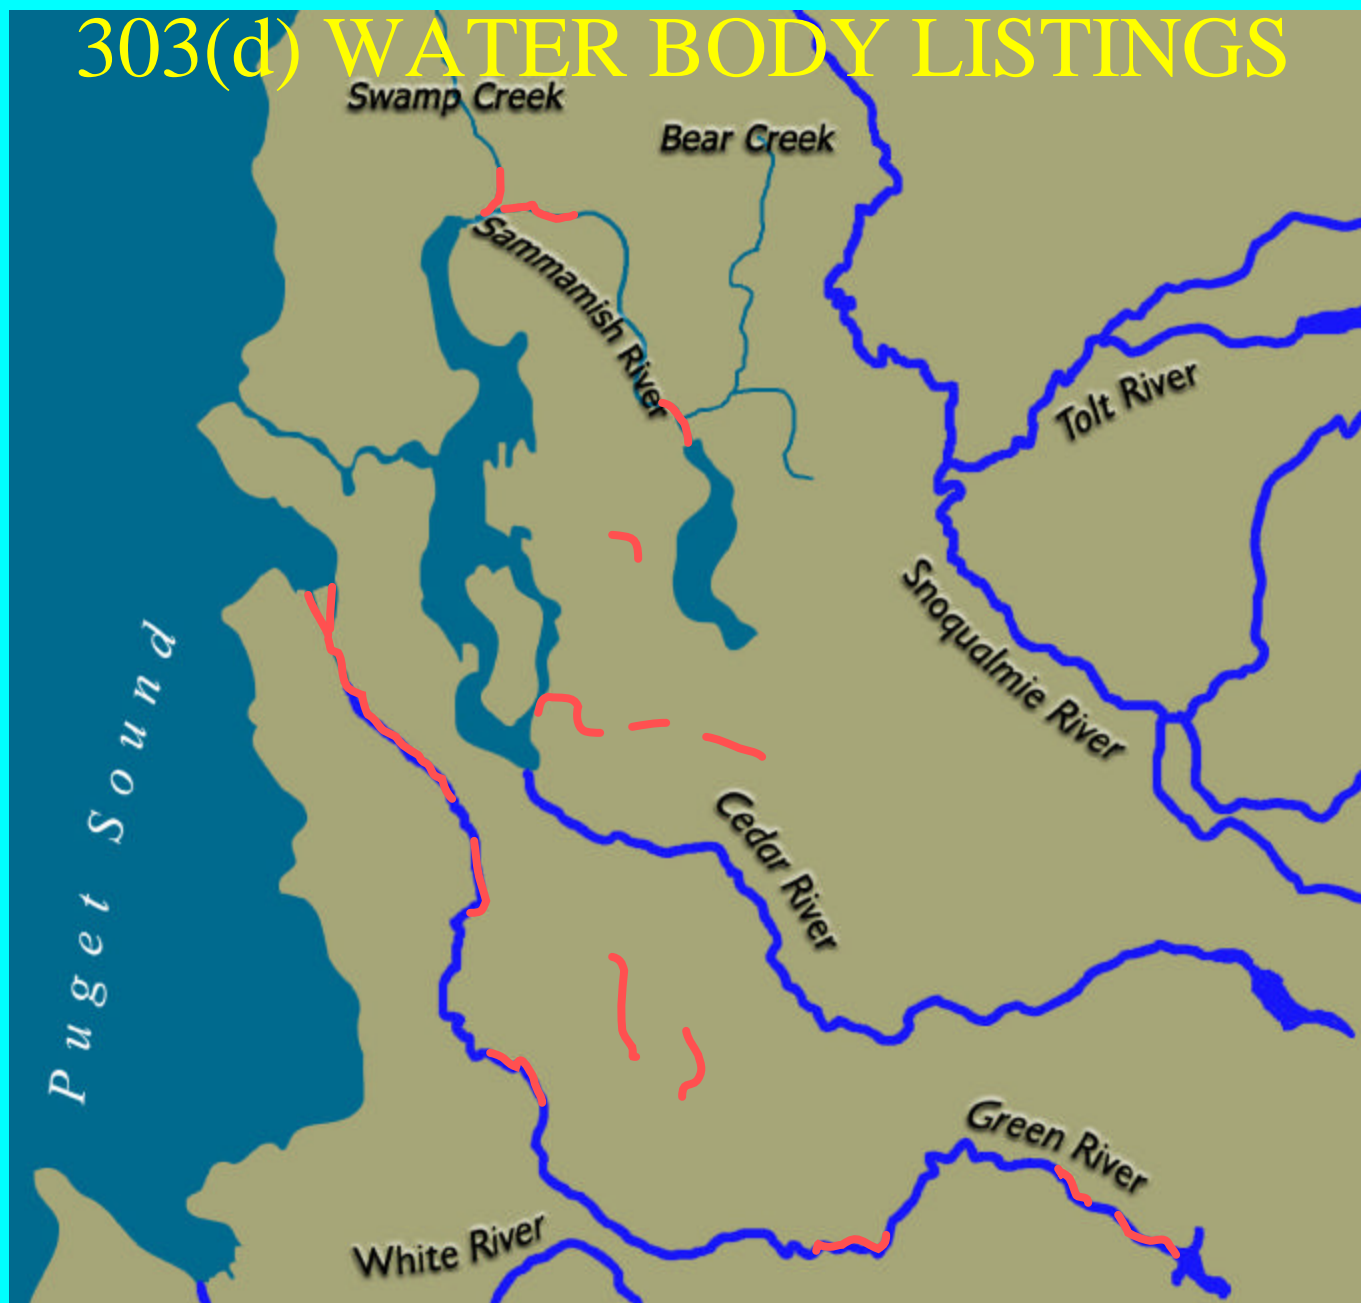 303(d) WATER BODY LISTINGS
Swamp Creek
Bear Creek
Sammamish River
Tolt River
Snoqualmie River
Puget Sound
Cedar River
Green River
White River